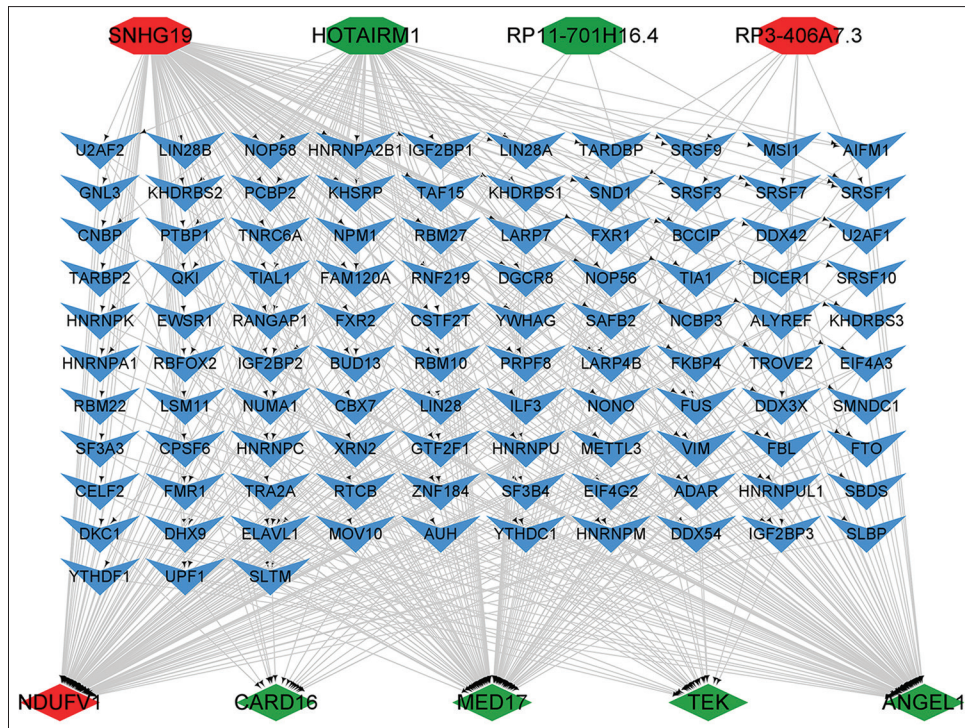 SNHG19 HOTAIRM1 RP11-701H16.4 RP3-406A7.3
U2AF2 LIN28B NOP58 HNRNPA2B1 IGF2BP1 LIN28A TARDBP SRSF9 MSI1 AIFM1
GNL3 KHDRBS2 PCBP2 KHSRP TAF15 KHDRBS1 SND1 SRSF3 SRSF7 SRSF1
CNBP PTBP1 TNRC6A NPM1 RBM27 LARP7 FXR1 BCCIP DDX42 U2AF1
TARBP2 QKI TIAL1 FAM120A RNF219 DGCR8 NOP56 TIA1 DICER1 SRSF10
HNRNPK EWSR1 RANGAP1 FXR2 CSTF2T YWHAG SAFB2 NCBP3 ALYREF KHDRBS3
HNRNPA1 RBFOX2 IGF2BP2 BUD13 RBM10 PRPF8 LARP4B FKBP4 TROVE2 EIF4A3
RBM22 LSM11 NUMA1 CBX7 LIN28 ILF3 NONO FUS DDX3X SMNDC1
SF3A3 CPSF6 HNRNPC XRN2 GTF2F1 HNRNPU METTL3 VIM FBL FTO
CELF2 FMR1 TRA2A RTCB ZNF184 SF3B4 EIF4G2 ADAR HNRNPUL1 SBDS
DKC1 DHX9 ELAVL1 MOV10 AUH YTHDC1 HNRNPM DDX54 IGF2BP3 SLBP
YTHDF1 UPF1 SLTM
NDUFV1 CARD16 MED17 TEK ANGEL1